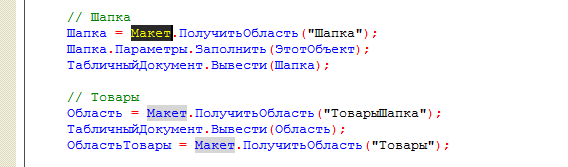 // Шапка
Шапка = Макет.ПолучитьОбласть("Шапка");
Шапка.Параметры.Заполнить(ЭтотОбъект);
ТабличныйДокумент.Вывести(Шапка);
// Товары
Область = Макет.ПолучитьОбласть("ТоварыШапка");
ТабличныйДокумент.Вывести(Область);
ОбластьТовары = Макет.ПолучитьОбласть("Товары");